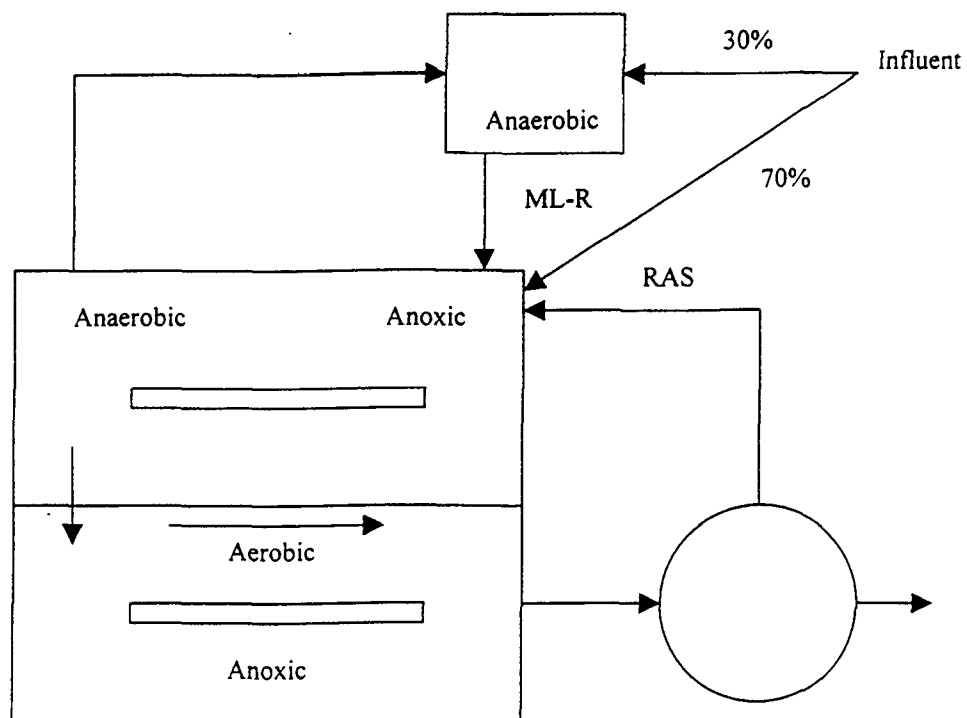 30%
Influent
Anaerobic
70%
ML-R
RAS
Anaerobic
Anoxic
Aerobic
Anoxic